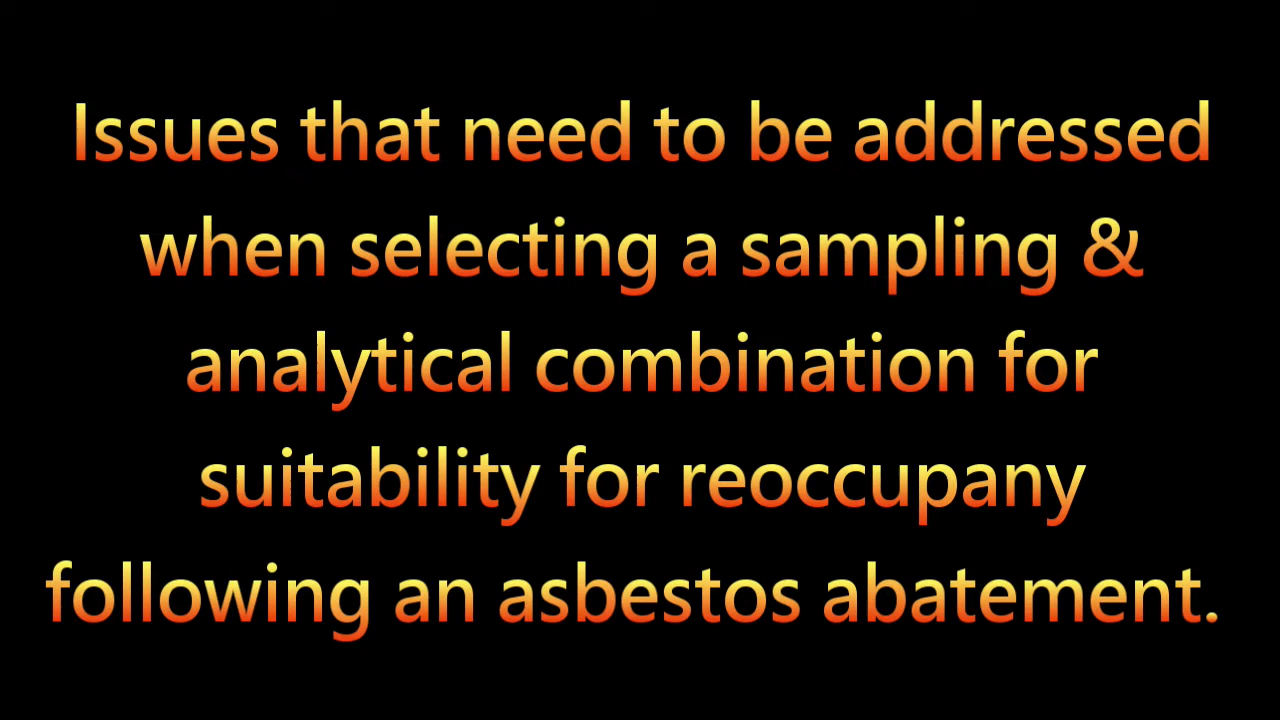 Issues that need to be addressed
when selecting a sampling &
analytical combination for
suitability for reoccupany
following an asbestos abatement.